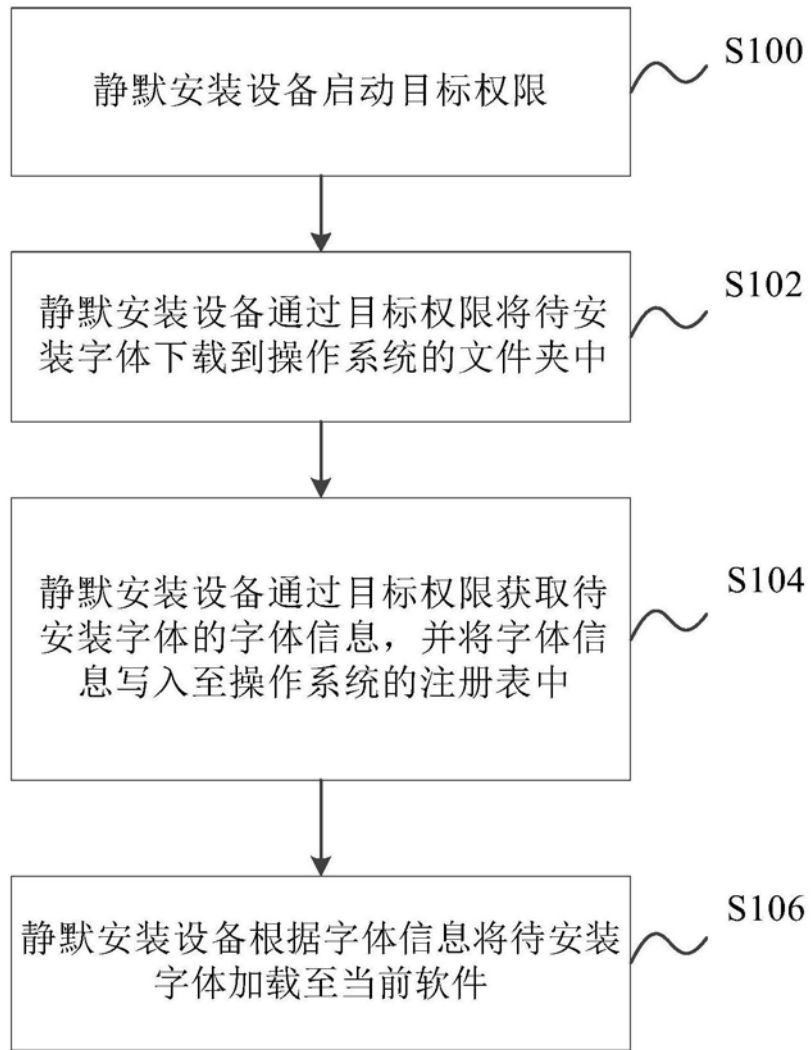 S100
静默安装设备启动目标权限
S102
静默安装设备通过目标权限将待安
装字体下载到操作系统的文件夹中
S104
静默安装设备通过目标权限获取待
安装字体的字体信息，并将字体信
息写入至操作系统的注册表中
S106
静默安装设备根据字体信息将待安装
字体加载至当前软件